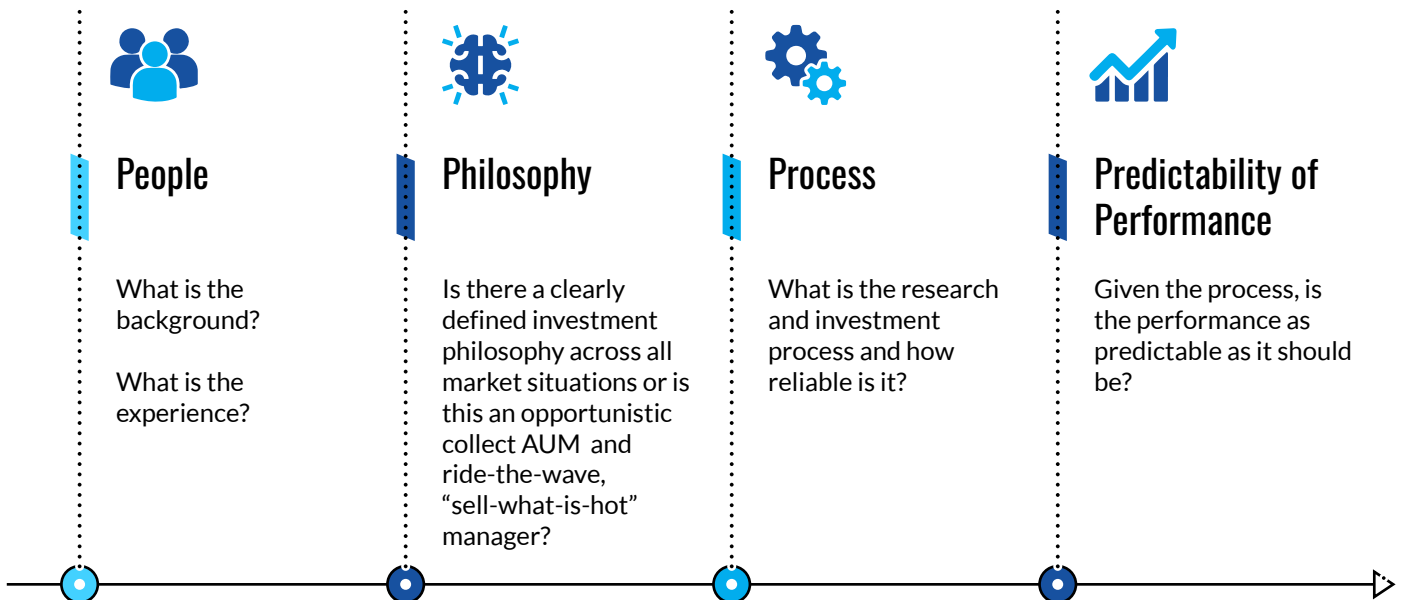 People
What is the
background?
What is the
experience?
Philosophy
Is there a clearly
defined investment
philosophy across all
market situations or is
this an opportunistic
collect AUM  and
ride-the-wave,
“sell-what-is-hot”
manager?
Process
What is the research
and investment
process and how
reliable is it?
Predictability of
Performance
Given the process, is
the performance as
predictable as it should
be?